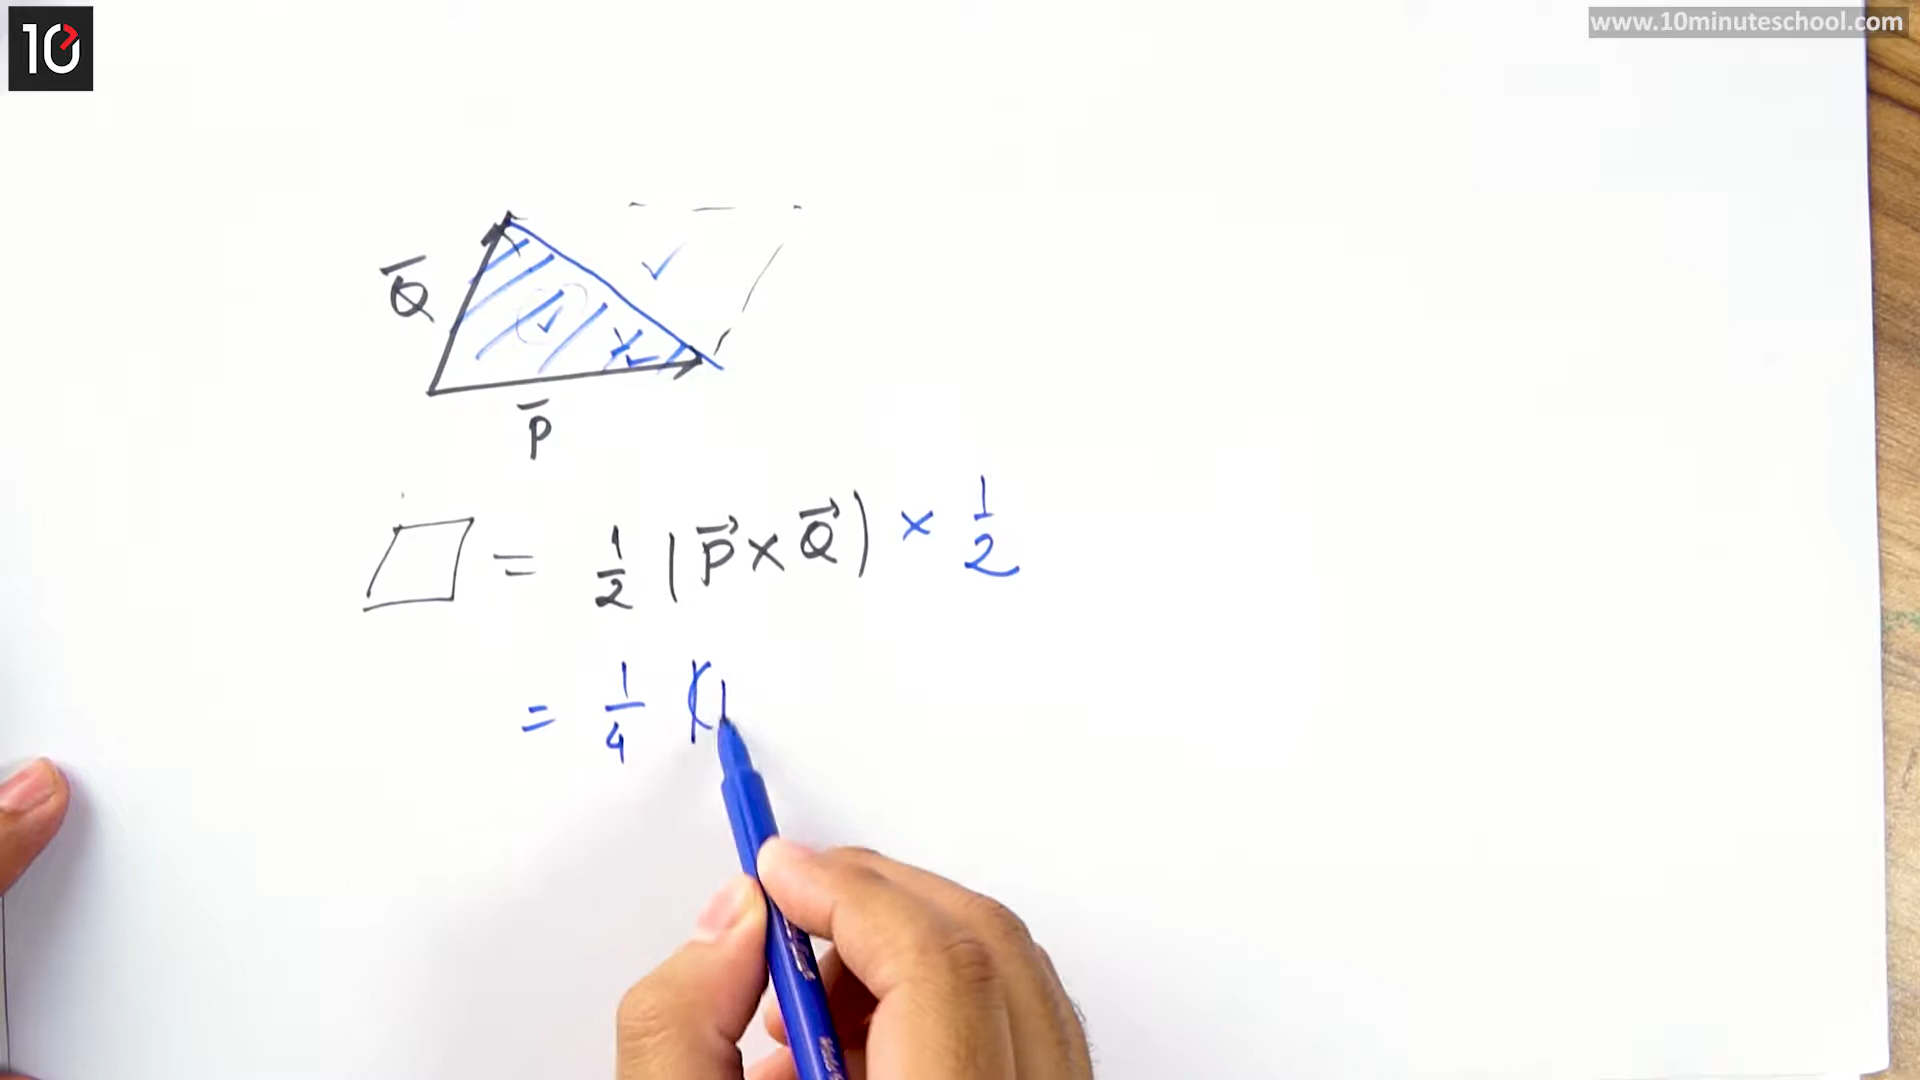 10
www.10minuteschool.com
Q̅
P̅
= 1/2 |P⃗ × Q⃗| × 1/2
= 1/4 (